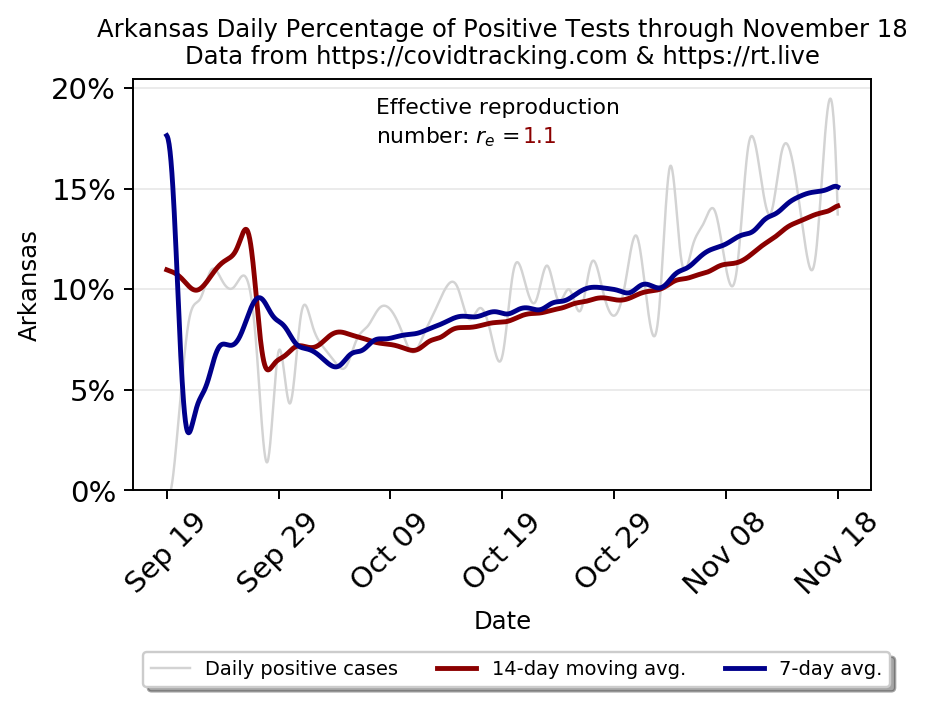 Arkansas Daily Percentage of Positive Tests through November 18
Data from https://covidtracking.com & https://rt.live
Effective reproduction
number: rₑ =1.1
20%
15%
10%
5%
0%
Arkansas
Sep 19
Sep 29
Oct 09
Oct 19
Oct 29
Nov 08
Nov 18
Date
Daily positive cases
14-day moving avg.
7-day avg.